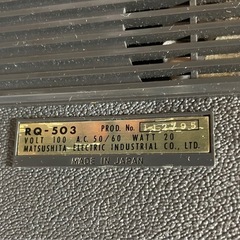 RQ-503 PROD. No.
VOLT 100 A.C. 50/60 WATT 20
MATSUSHITA ELECTRIC INDUSTRIAL CO., LTD.
MADE IN JAPAN